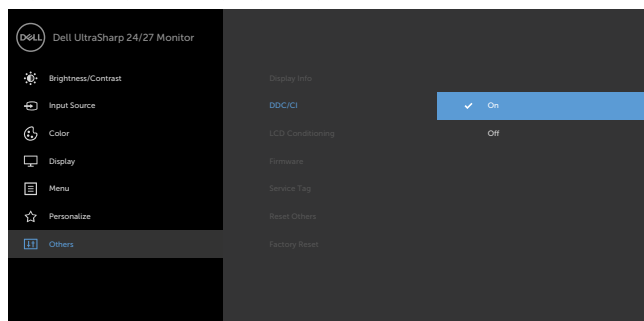 DELL Dell UltraSharp 24/27 Monitor
Brightness/Contrast
Input Source
Color
Display
Menu
Personalize
Others
Display Info
DDC/CI
LCD Conditioning
Firmware
Service Tag
Reset Others
Factory Reset
On
Off